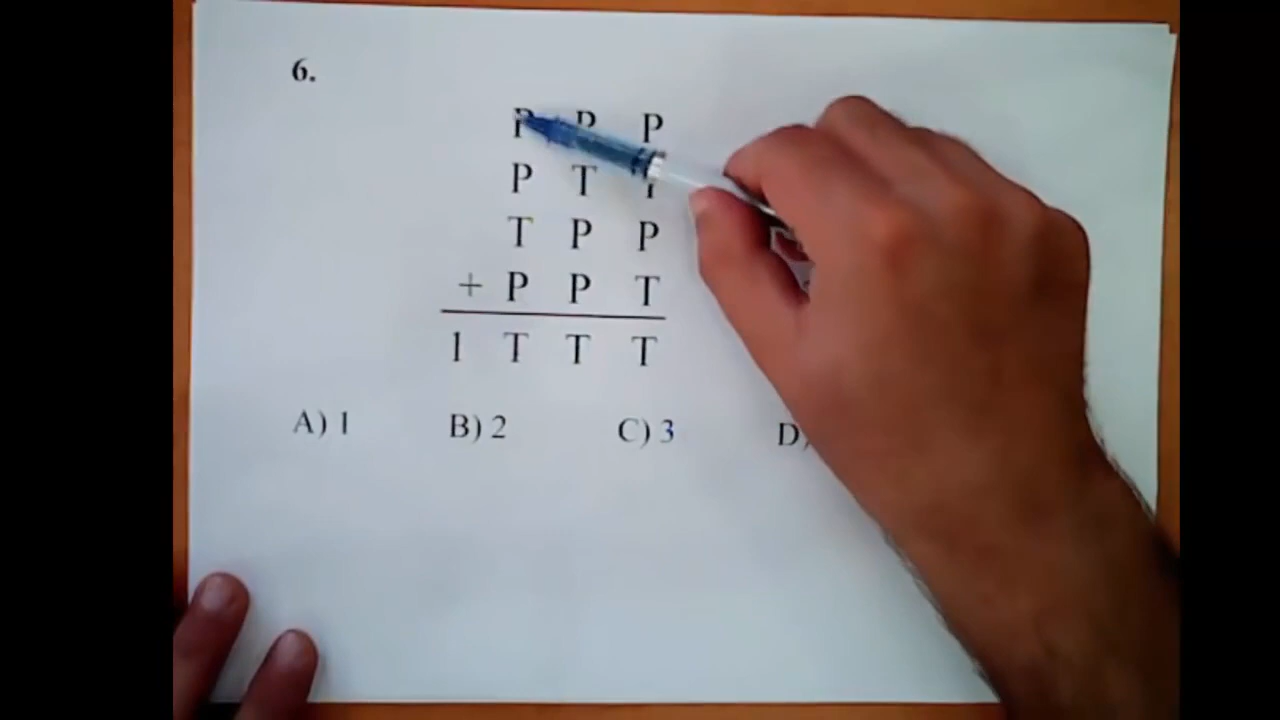 6.
P P P
P T
T P P
+ P P T
1 T T T
A) 1 B) 2 C) 3 D)